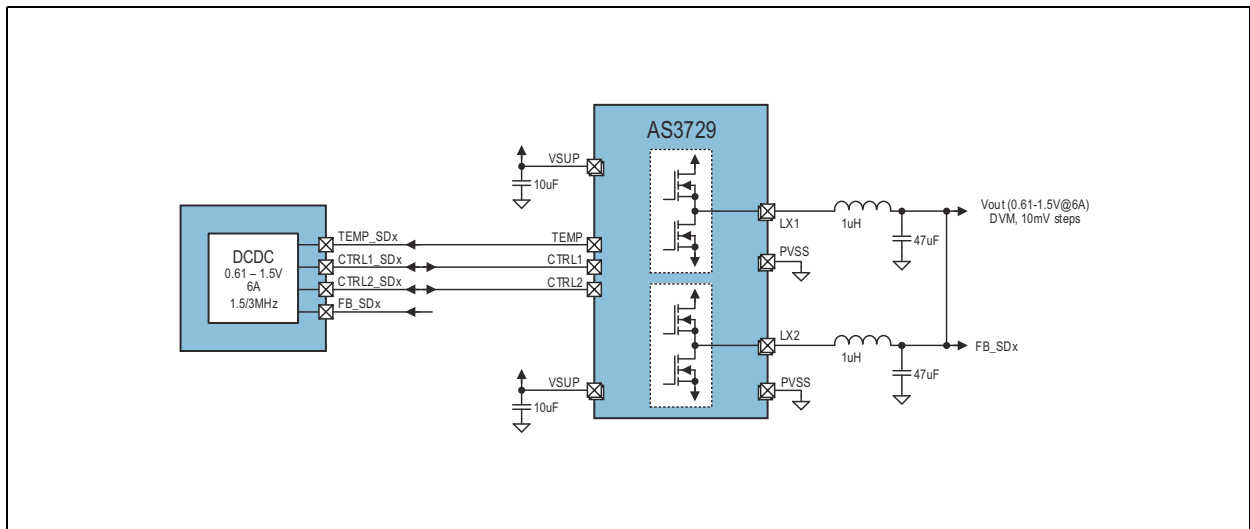 AS3729
VSUP
10uF
DCDC
0.61 – 1.5V
6A
1.5/3MHz
TEMP_SDx
CTRL1_SDx
CTRL2_SDx
FB_SDx
TEMP
CTRL1
CTRL2
VSUP
10uF
LX1
PVSS
LX2
PVSS
1uH
47uF
Vout (0.61-1.5V@6A)
DVM, 10mV steps
1uH
47uF
FB_SDx